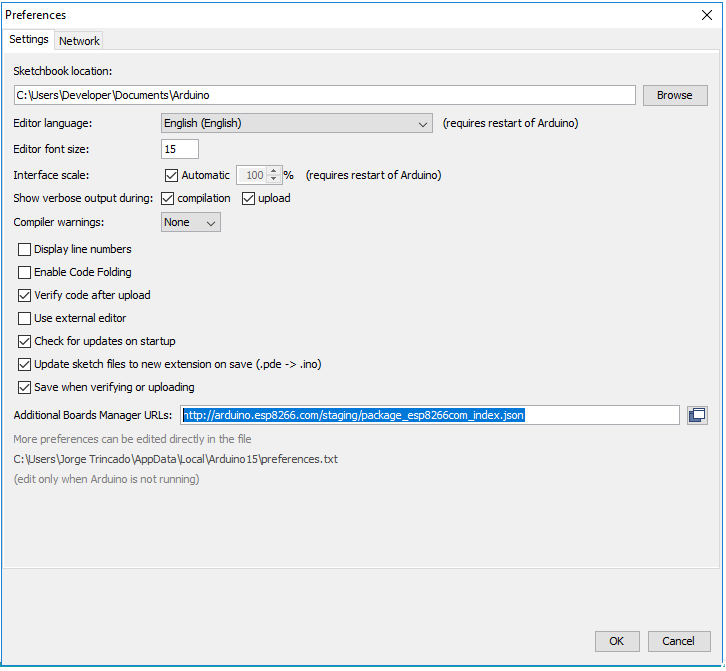 Preferences
Settings Network
Sketchbook location:
C:\Users\Developer\Documents\Arduino Browse
Editor language: English (English) (requires restart of Arduino)
Editor font size: 15
Interface scale: Automatic 100 % (requires restart of Arduino)
Show verbose output during: compilation upload
Compiler warnings: None
Display line numbers
Enable Code Folding
Verify code after upload
Use external editor
Check for updates on startup
Update sketch files to new extension on save (.pde -> .ino)
Save when verifying or uploading
Additional Boards Manager URLs: http://arduino.esp8266.com/staging/package_esp8266com_index.json
More preferences can be edited directly in the file
C:\Users\Jorge Trincado\AppData\Local\Arduino15\preferences.txt
(edit only when Arduino is not running)
OK Cancel